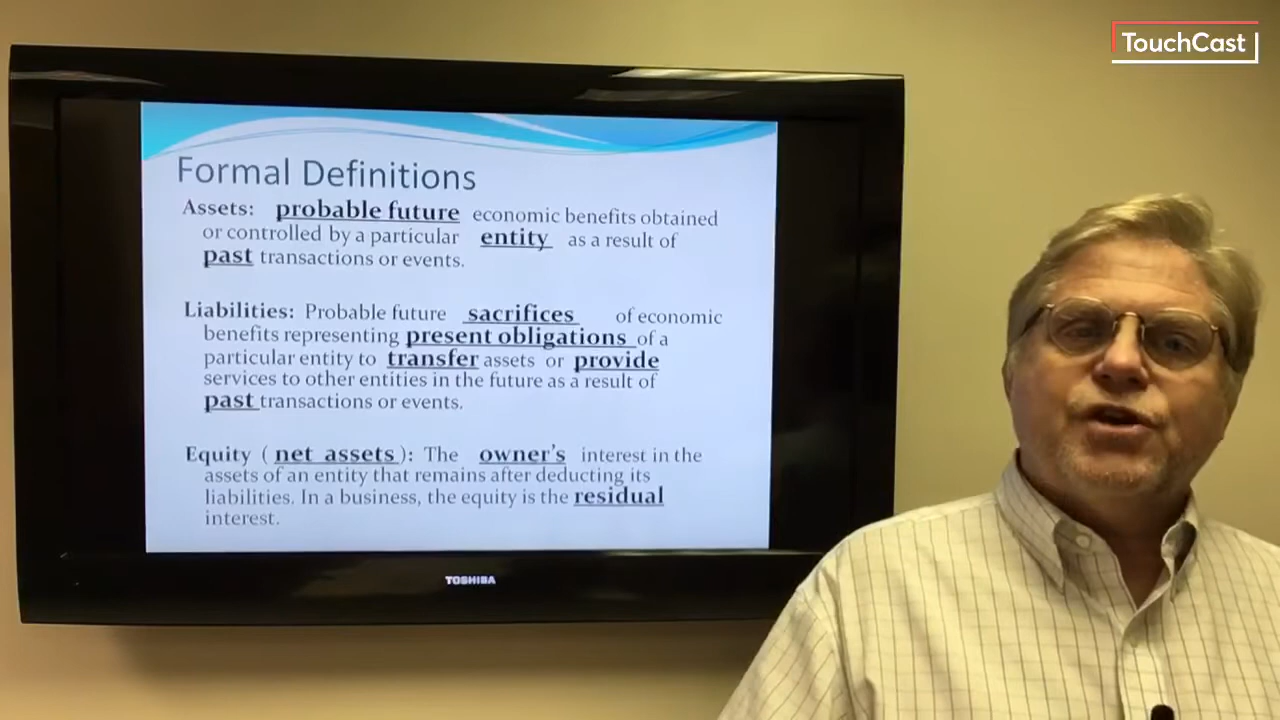 TouchCast
Formal Definitions
Assets: probable future economic benefits obtained
or controlled by a particular entity as a result of
past transactions or events.
Liabilities: Probable future sacrifices of economic
benefits representing present obligations of a
particular entity to transfer assets or provide
services to other entities in the future as a result of
past transactions or events.
Equity ( net assets ): The owner's interest in the
assets of an entity that remains after deducting its
liabilities. In a business, the equity is the residual
interest.
TOSHIBA